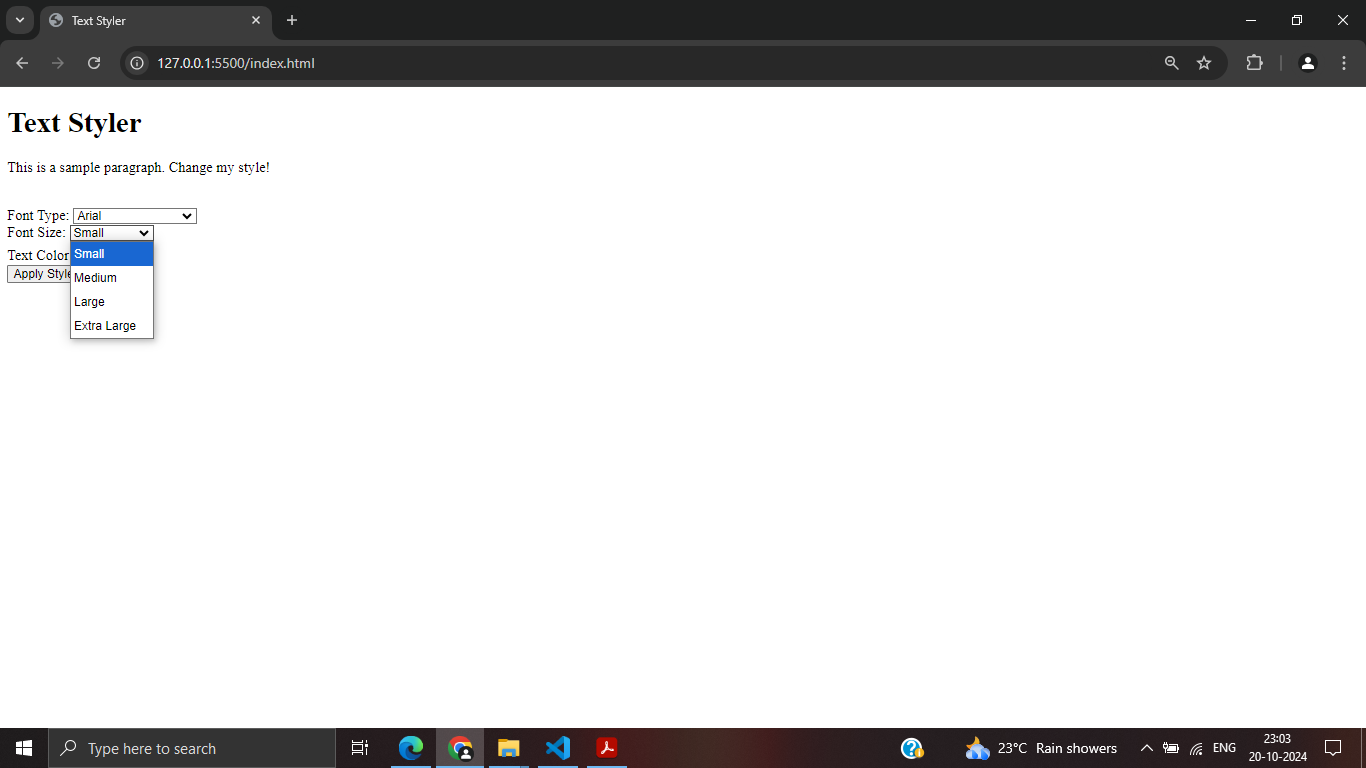 Text Styler
127.0.0.1:5500/index.html
Text Styler
This is a sample paragraph. Change my style!
Font Type: Arial
Font Size: Small
Small
Text Color
Medium
Apply Style
Large
Extra Large
Type here to search
23°C Rain showers
ENG
23:03
20-10-2024